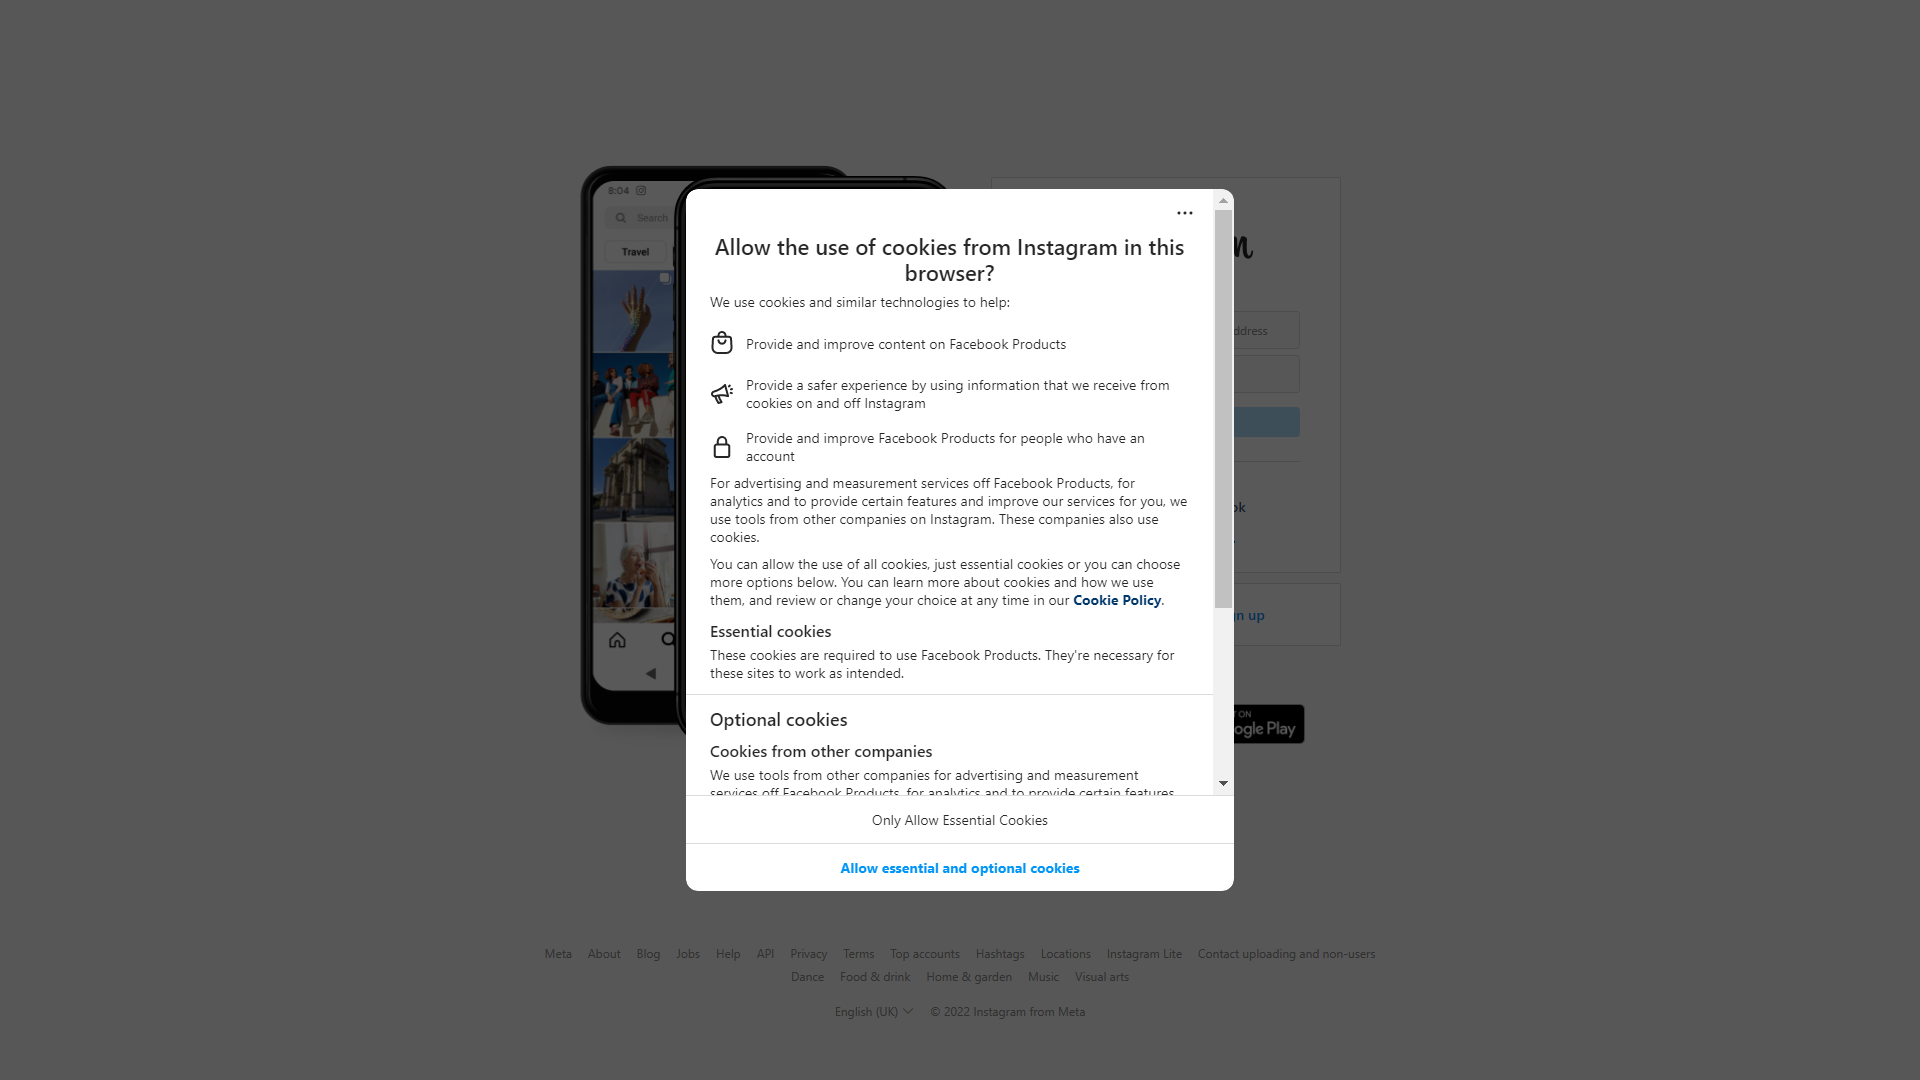 8:04
Search
Travel
Allow the use of cookies from Instagram in this
browser?
We use cookies and similar technologies to help:
Provide and improve content on Facebook Products
Provide a safer experience by using information that we receive from
cookies on and off Instagram
Provide and improve Facebook Products for people who have an
account
For advertising and measurement services off Facebook Products, for
analytics and to provide certain features and improve our services for you, we
use tools from other companies on Instagram. These companies also use
cookies.
You can allow the use of all cookies, just essential cookies or you can choose
more options below. You can learn more about cookies and how we use
them, and review or change your choice at any time in our Cookie Policy.
Essential cookies
These cookies are required to use Facebook Products. They're necessary for
these sites to work as intended.
Optional cookies
Cookies from other companies
We use tools from other companies for advertising and measurement
services off Facebook Products, for analytics and to provide certain features
Only Allow Essential Cookies
Allow essential and optional cookies
up
ON
Play
Meta About Blog Jobs Help API Privacy Terms Top accounts Hashtags Locations Instagram Lite Contact uploading and non-users
Dance Food & drink Home & garden Music Visual arts
English (UK) © 2022 Instagram from Meta